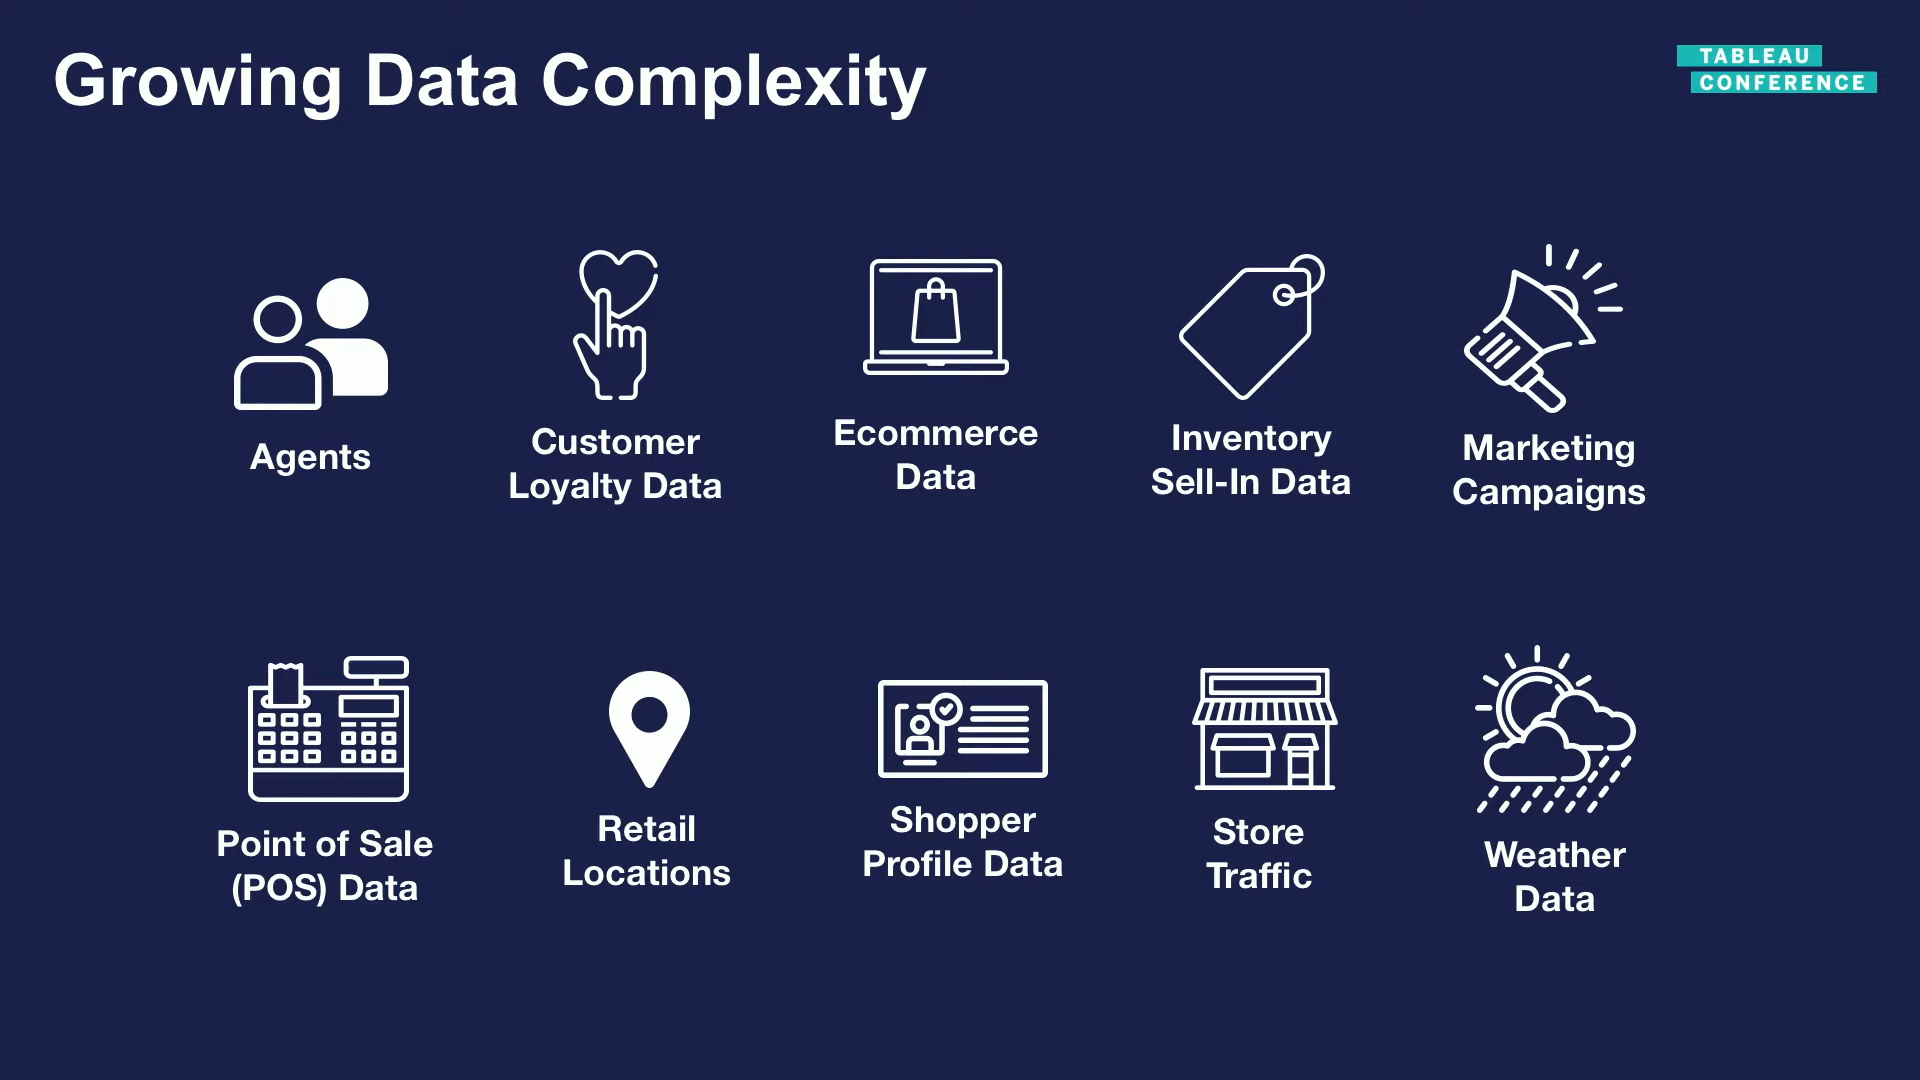 Growing Data Complexity
TABLEAU
CONFERENCE
Agents
Customer
Loyalty Data
Ecommerce
Data
Inventory
Sell-In Data
Marketing
Campaigns
Point of Sale
(POS) Data
Retail
Locations
Shopper
Profile Data
Store
Traffic
Weather
Data